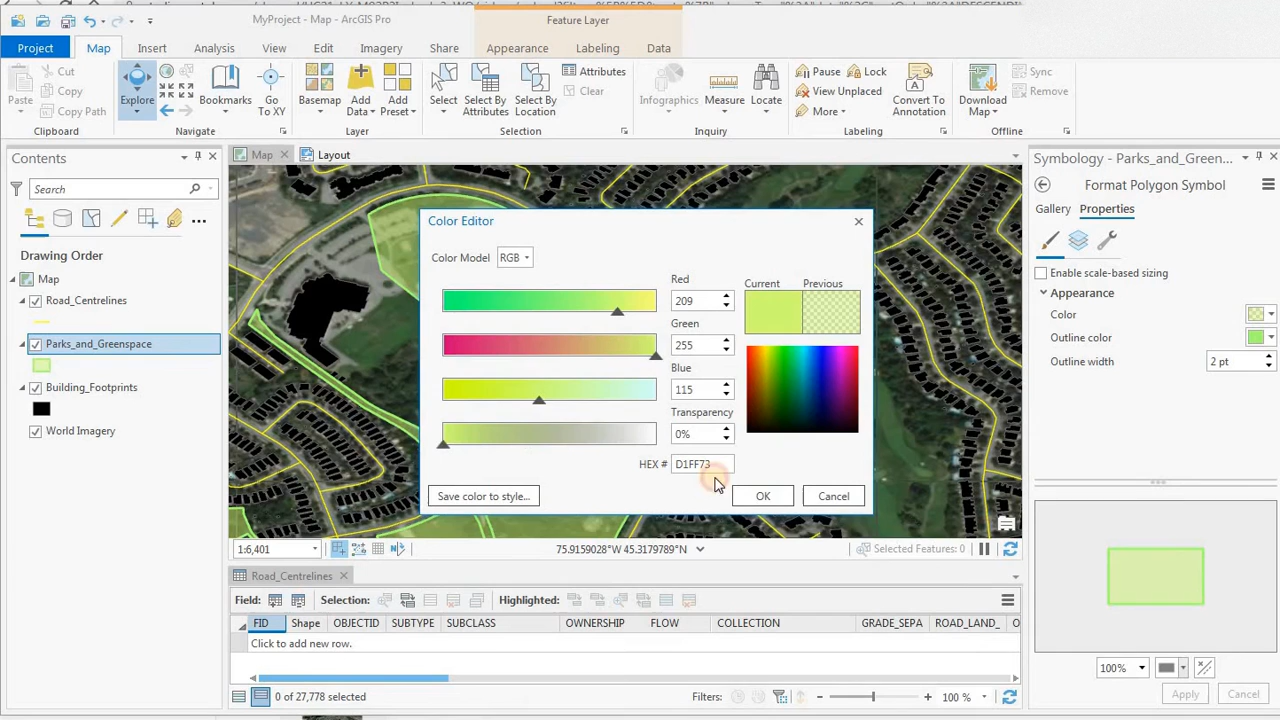 MyProject - Map - ArcGIS Pro
Feature Layer
Project
Map
Insert
Analysis
View
Edit
Imagery
Share
Appearance
Labeling
Data
Paste
Cut
Copy
Copy Path
Clipboard
Explore
Bookmarks
Go To XY
Navigate
Basemap
Add Data
Add Preset
Layer
Select
Select By Attributes
Select By Location
Attributes
Clear
Selection
Infographics
Measure
Locate
Inquiry
Pause
Lock
View Unplaced
More
Convert To Annotation
Labeling
Download Map
Sync
Remove
Offline
Contents
Search
Drawing Order
Map
Road_Centrelines
Parks_and_Greenspace
Building_Footprints
World Imagery
Map
Layout
Color Editor
Color Model RGB
Red
209
Green
255
Blue
115
Transparency
0%
HEX # D1FF73
Current Previous
Save color to style...
OK
Cancel
1:6,401
75.9159028°W 45.3179789°N
Selected Features: 0
Road_Centrelines
Field:
Selection:
Highlighted:
FID Shape OBJECTID SUBTYPE SUBCLASS OWNERSHIP FLOW COLLECTION GRADE_SEPA ROAD_LAND_ O
Click to add new row.
0 of 27,778 selected
Filters:
100 %
Symbology - Parks_and_Green...
Format Polygon Symbol
Gallery Properties
Enable scale-based sizing
Appearance
Color
Outline color
Outline width 2 pt
100%
Apply
Cancel